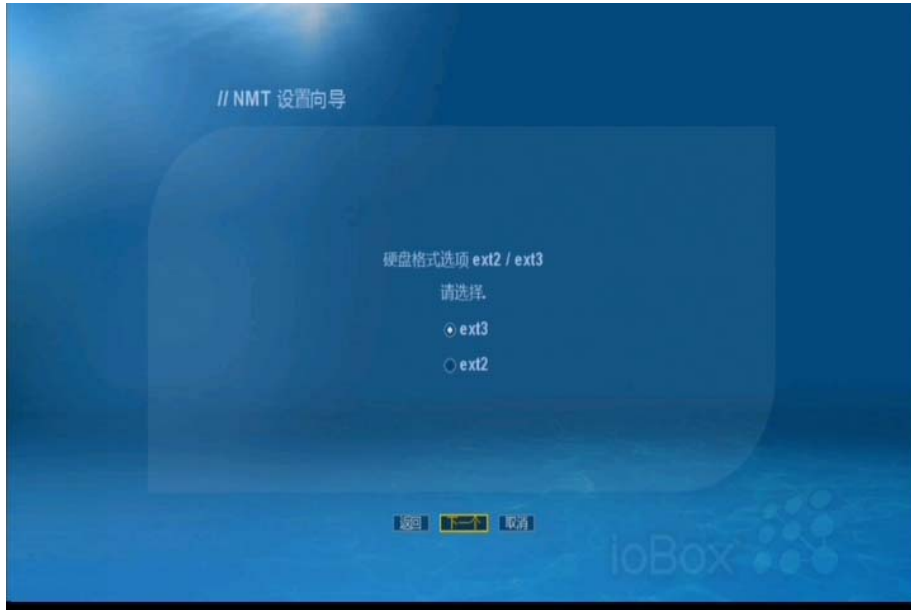 // NMT 设置向导
硬盘格式选项 ext2 / ext3
请选择.
ext3
ext2
返回 下一个 取消
ioBox